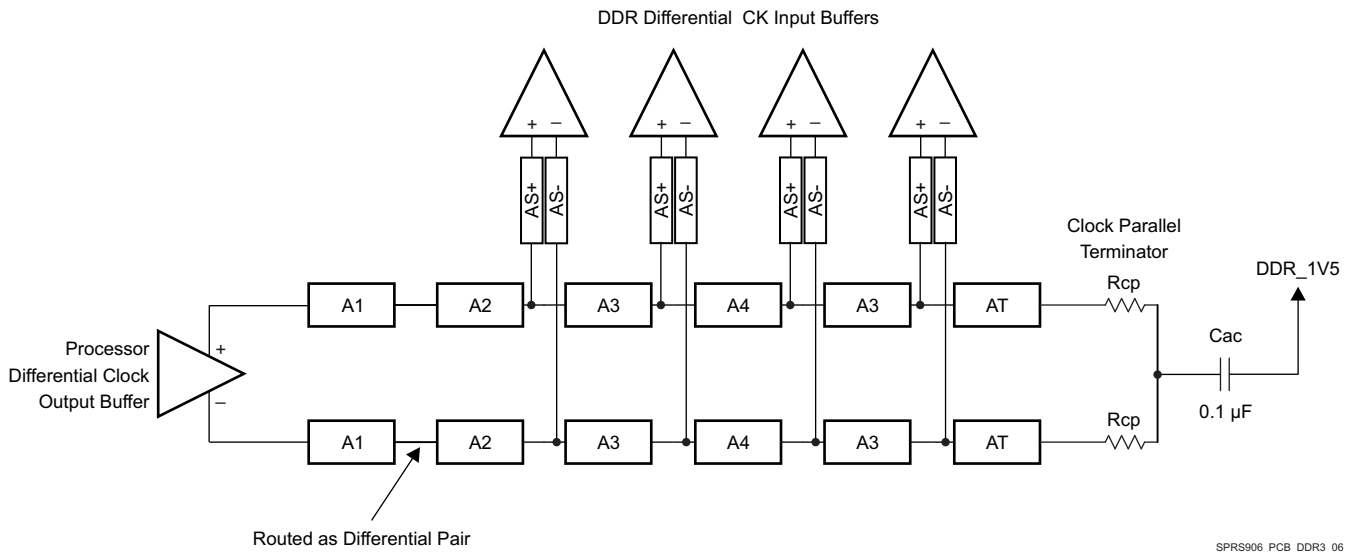 DDR Differential CK Input Buffers
+ − + − + − + −
AS+ AS- AS+ AS- AS+ AS- AS+ AS-
Clock Parallel
Terminator
DDR_1V5
A1 A2 A3 A4 A3 AT Rcp
Processor
Differential Clock
Output Buffer
+
−
Cac
0.1 µF
A1 A2 A3 A4 A3 AT Rcp
Routed as Differential Pair
SPRS906_PCB_DDR3_06